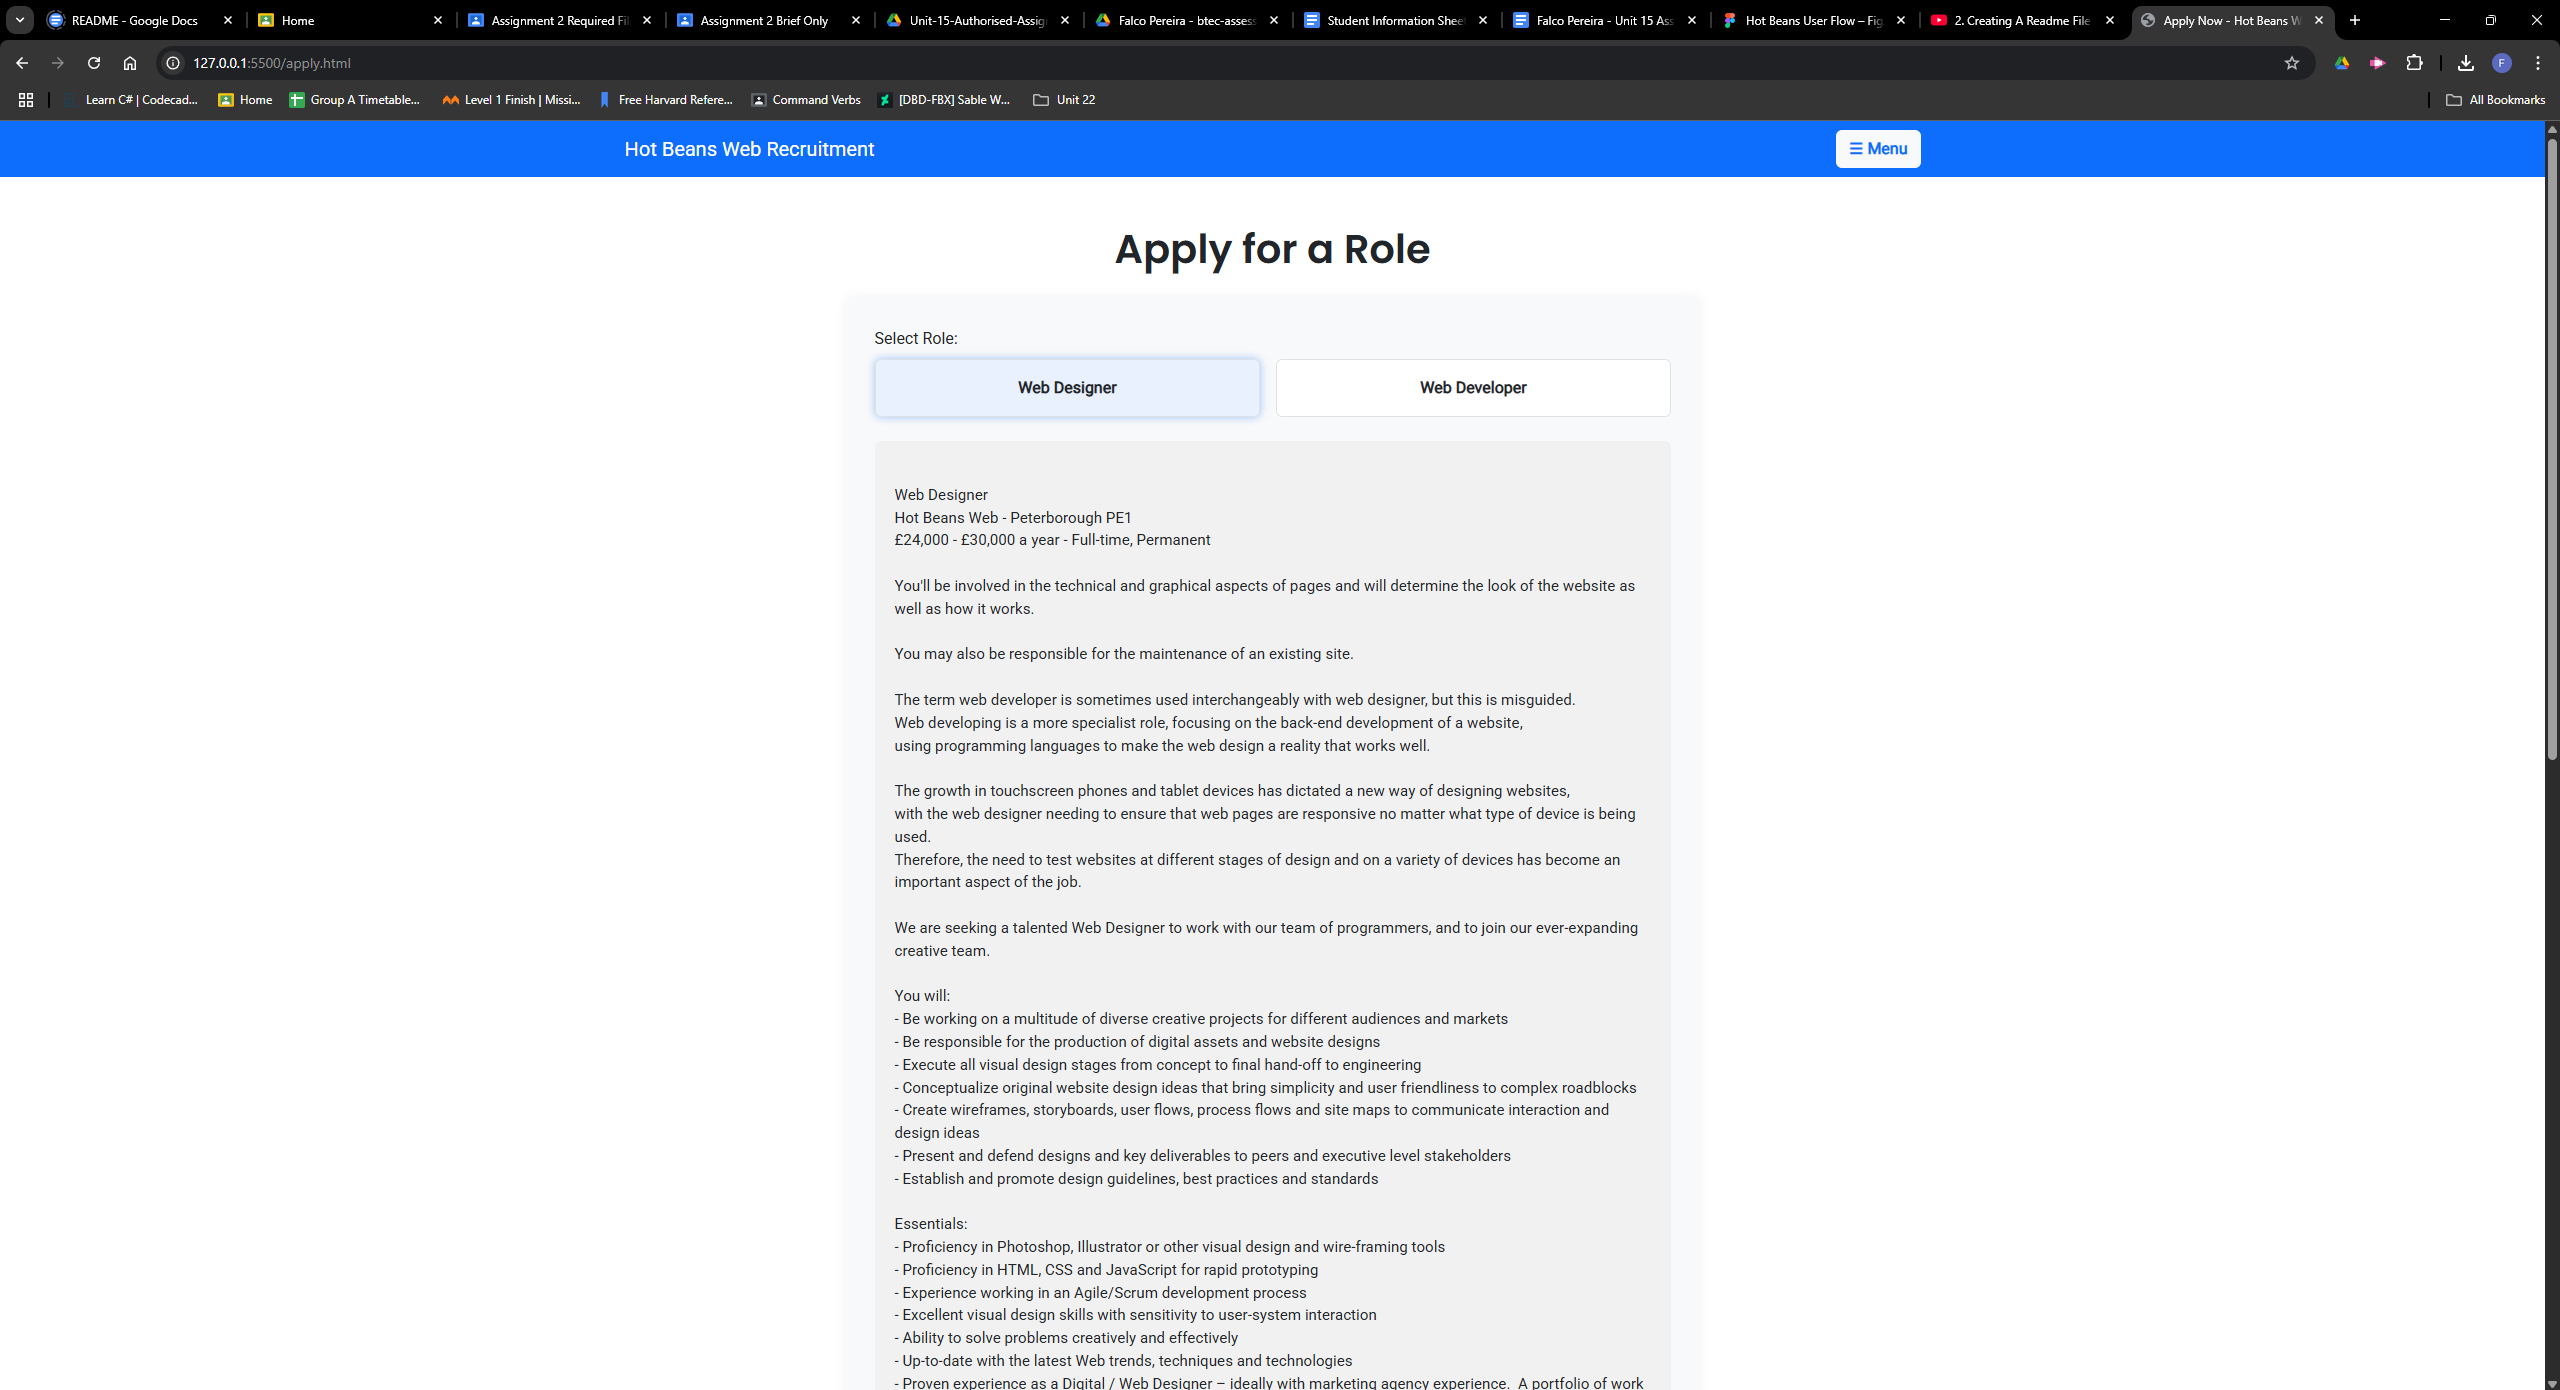 README - Google Docs
Home
Assignment 2 Required Fi
Assignment 2 Brief Only
Unit-15-Authorised-Assig
Falco Pereira - btec-assess
Student Information Shee
Falco Pereira - Unit 15 Ass
Hot Beans User Flow – Fig
2. Creating A Readme File
Apply Now - Hot Beans W
127.0.0.1:5500/apply.html
F
Learn C# | Codecad...
Home
Group A Timetable...
Level 1 Finish | Missi...
Free Harvard Refere...
Command Verbs
[DBD-FBX] Sable W...
Unit 22
All Bookmarks
Hot Beans Web Recruitment
☰ Menu
Apply for a Role
Select Role:
Web Designer
Web Developer
Web Designer
Hot Beans Web - Peterborough PE1
£24,000 - £30,000 a year - Full-time, Permanent
You'll be involved in the technical and graphical aspects of pages and will determine the look of the website as
well as how it works.
You may also be responsible for the maintenance of an existing site.
The term web developer is sometimes used interchangeably with web designer, but this is misguided.
Web developing is a more specialist role, focusing on the back-end development of a website,
using programming languages to make the web design a reality that works well.
The growth in touchscreen phones and tablet devices has dictated a new way of designing websites,
with the web designer needing to ensure that web pages are responsive no matter what type of device is being
used.
Therefore, the need to test websites at different stages of design and on a variety of devices has become an
important aspect of the job.
We are seeking a talented Web Designer to work with our team of programmers, and to join our ever-expanding
creative team.
You will:
- Be working on a multitude of diverse creative projects for different audiences and markets
- Be responsible for the production of digital assets and website designs
- Execute all visual design stages from concept to final hand-off to engineering
- Conceptualize original website design ideas that bring simplicity and user friendliness to complex roadblocks
- Create wireframes, storyboards, user flows, process flows and site maps to communicate interaction and
design ideas
- Present and defend designs and key deliverables to peers and executive level stakeholders
- Establish and promote design guidelines, best practices and standards
Essentials:
- Proficiency in Photoshop, Illustrator or other visual design and wire-framing tools
- Proficiency in HTML, CSS and JavaScript for rapid prototyping
- Experience working in an Agile/Scrum development process
- Excellent visual design skills with sensitivity to user-system interaction
- Ability to solve problems creatively and effectively
- Up-to-date with the latest Web trends, techniques and technologies
- Proven experience as a Digital / Web Designer – ideally with marketing agency experience. A portfolio of work